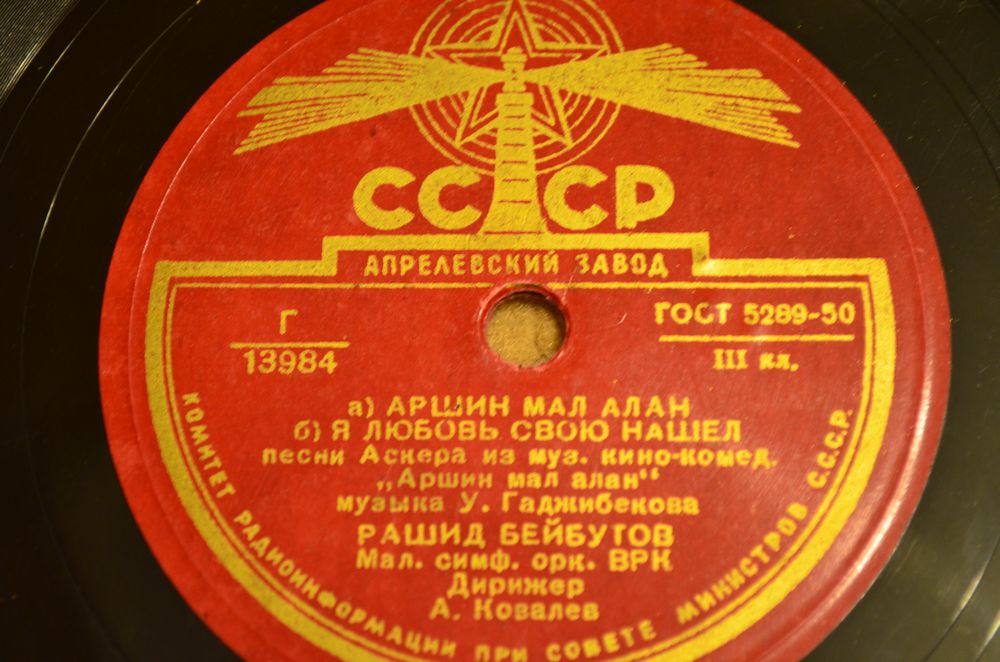 СССР
АПРЕЛЕВСКИЙ ЗАВОД
Г
13984
ГОСТ 5289-50
III кл.
а) АРШИН МАЛ АЛАН
б) Я ЛЮБОВЬ СВОЮ НАШЕЛ
песни Аскера из муз. кино-комед.
„Аршин мал алан"
музыка У. Гаджибекова
РАШИД БЕЙБУТОВ
Мал. симф. орк. ВРК
Дирижер
А. Ковалев
КОМИТЕТ РАДИОИНФОРМАЦИИ ПРИ СОВЕТЕ МИНИСТРОВ С.С.С.Р.